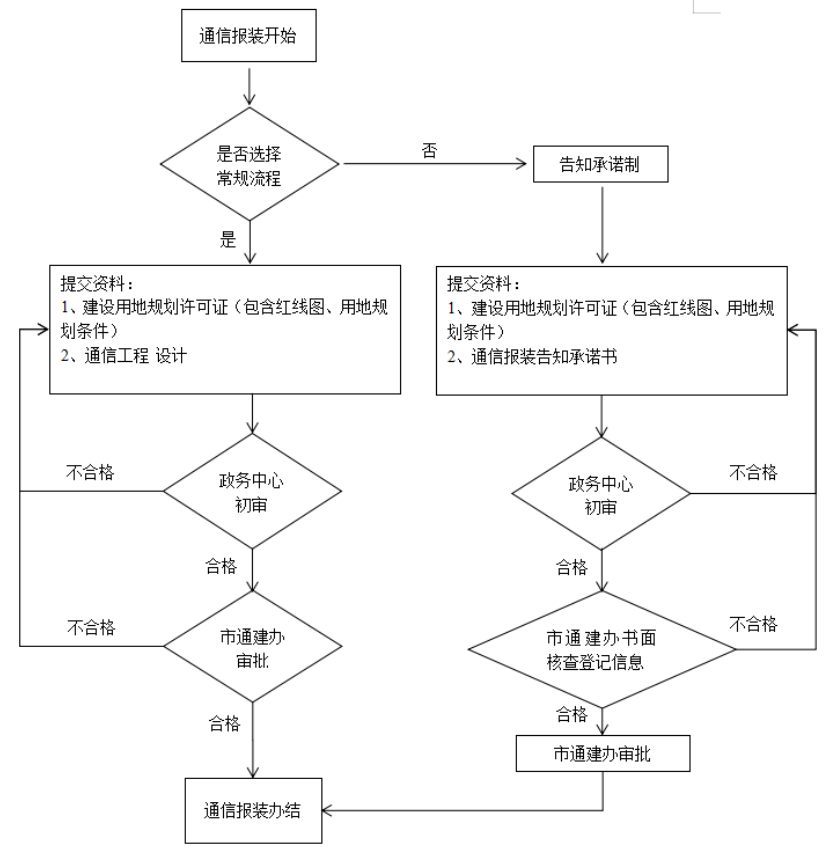 通信报装开始
是否选择
常规流程
否
告知承诺制
是
提交资料：
1、建设用地规划许可证（包含红线图、用地规
划条件）
2、通信工程 设计
提交资料：
1、建设用地规划许可证（包含红线图、用地规
划条件）
2、通信报装告知承诺书
不合格
政务中心
初审
政务中心
初审
不合格
合格
合格
不合格
市通建办
审批
市通建办书面
核查登记信息
不合格
合格
合格
市通建办审批
通信报装办结